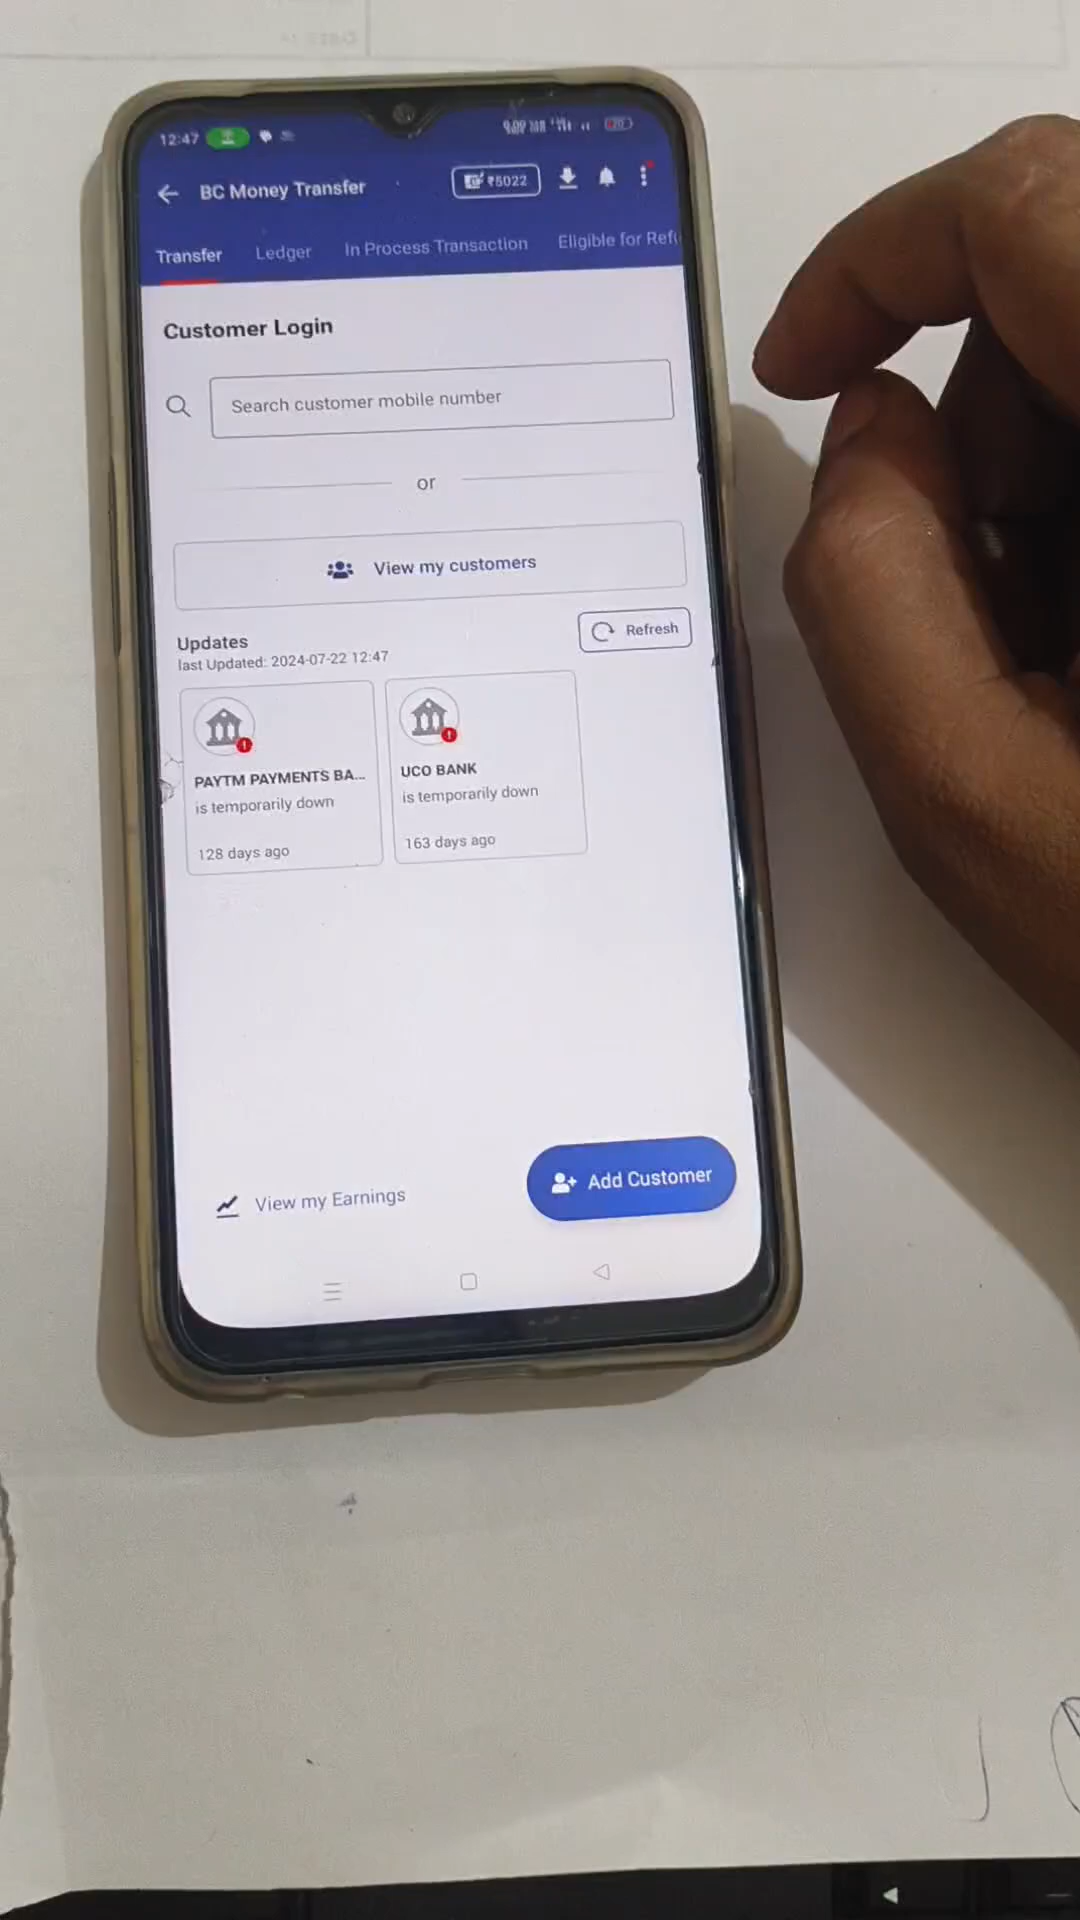 12:47
BC Money Transfer
₹5022
Transfer Ledger In Process Transaction Eligible for Refu
Customer Login
Search customer mobile number
or
View my customers
Updates
Refresh
last Updated: 2024-07-22 12:47
PAYTM PAYMENTS BA...
is temporarily down
128 days ago
UCO BANK
is temporarily down
163 days ago
View my Earnings
Add Customer